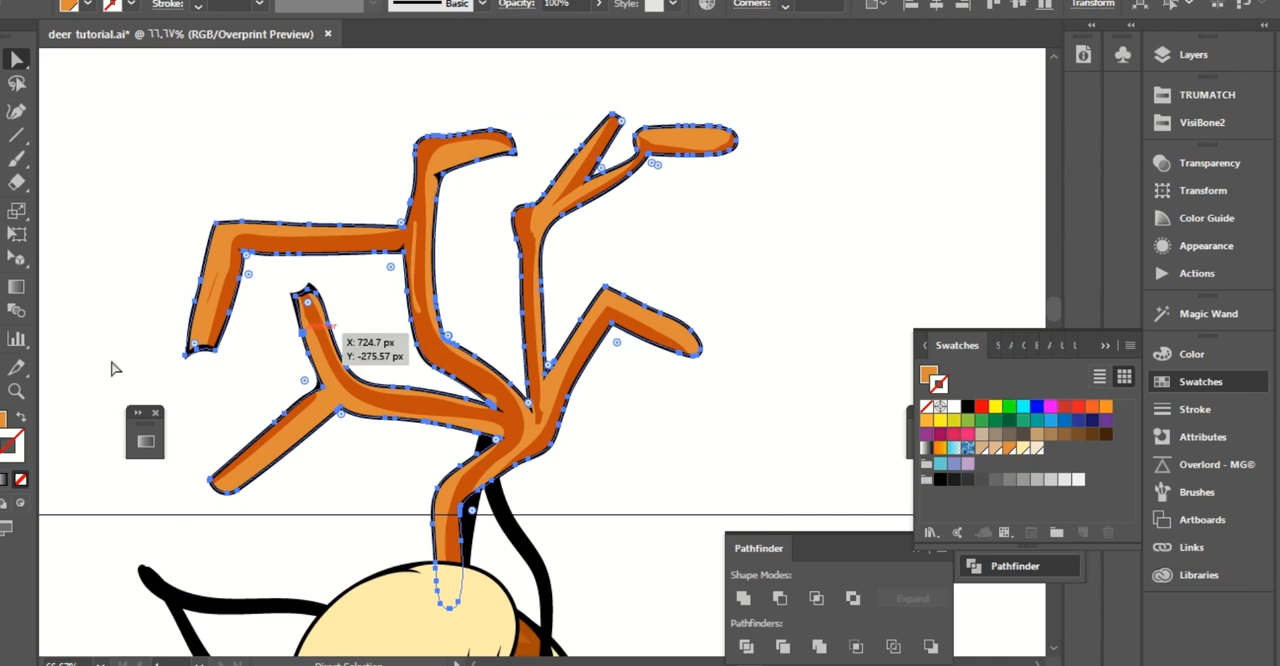 Stroke:
Basic
Opacity:
100%
Style:
Corners:
Transform
deer tutorial.ai* @ ٦٦.٦٧% (RGB/Overprint Preview) ×
Layers
TRUMATCH
VisiBone2
Transparency
Transform
Color Guide
Appearance
Actions
Magic Wand
X: 724.7 px
Y: -275.57 px
Swatches
Color
Swatches
Stroke
Attributes
Overlord - MG©
Brushes
Artboards
Links
Libraries
Pathfinder
Pathfinder
Shape Modes:
Expand
Pathfinders:
Direct Selection